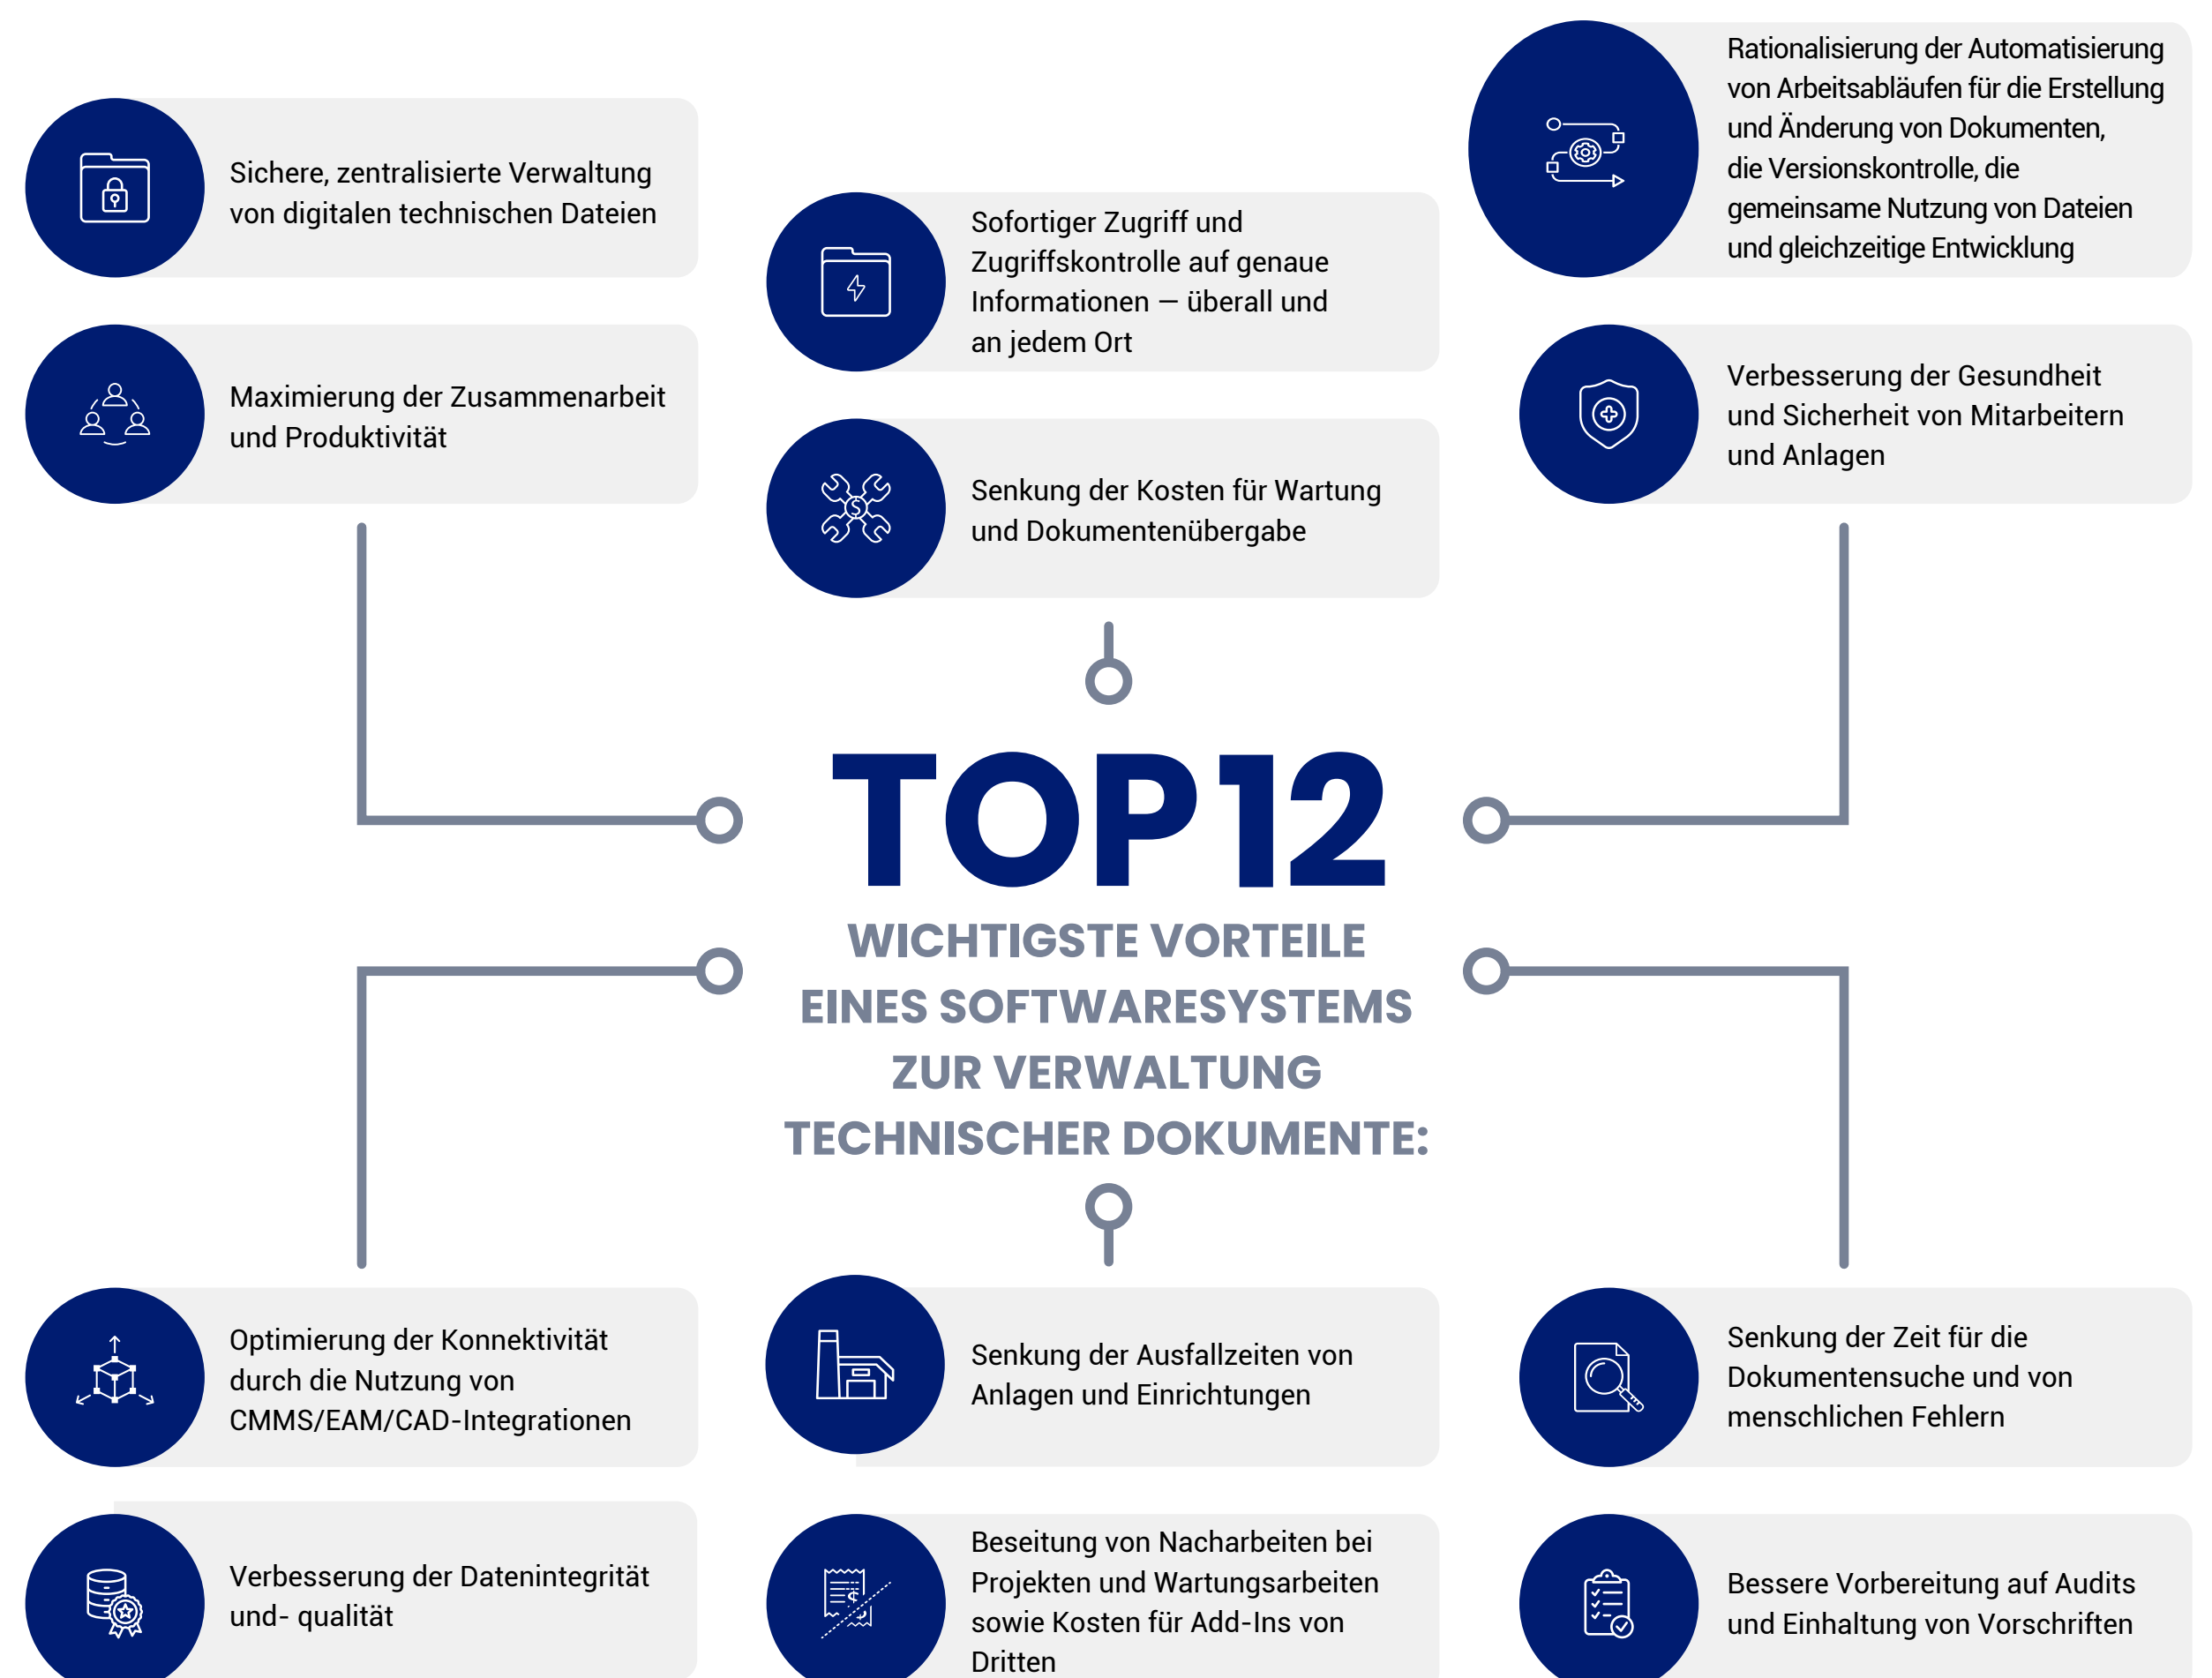 Sichere, zentralisierte Verwaltung
von digitalen technischen Dateien
Maximierung der Zusammenarbeit
und Produktivität
Sofortiger Zugriff und
Zugriffskontrolle auf genaue
Informationen — überall und
an jedem Ort
Senkung der Kosten für Wartung
und Dokumentenübergabe
Rationalisierung der Automatisierung
von Arbeitsabläufen für die Erstellung
und Änderung von Dokumenten,
die Versionskontrolle, die
gemeinsame Nutzung von Dateien
und gleichzeitige Entwicklung
Verbesserung der Gesundheit
und Sicherheit von Mitarbeitern
und Anlagen
TOP 12
WICHTIGSTE VORTEILE
EINES SOFTWARESYSTEMS
ZUR VERWALTUNG
TECHNISCHER DOKUMENTE:
Optimierung der Konnektivität
durch die Nutzung von
CMMS/EAM/CAD-Integrationen
Verbesserung der Datenintegrität
und- qualität
Senkung der Ausfallzeiten von
Anlagen und Einrichtungen
Beseitung von Nacharbeiten bei
Projekten und Wartungsarbeiten
sowie Kosten für Add-Ins von
Dritten
Senkung der Zeit für die
Dokumentensuche und von
menschlichen Fehlern
Bessere Vorbereitung auf Audits
und Einhaltung von Vorschriften